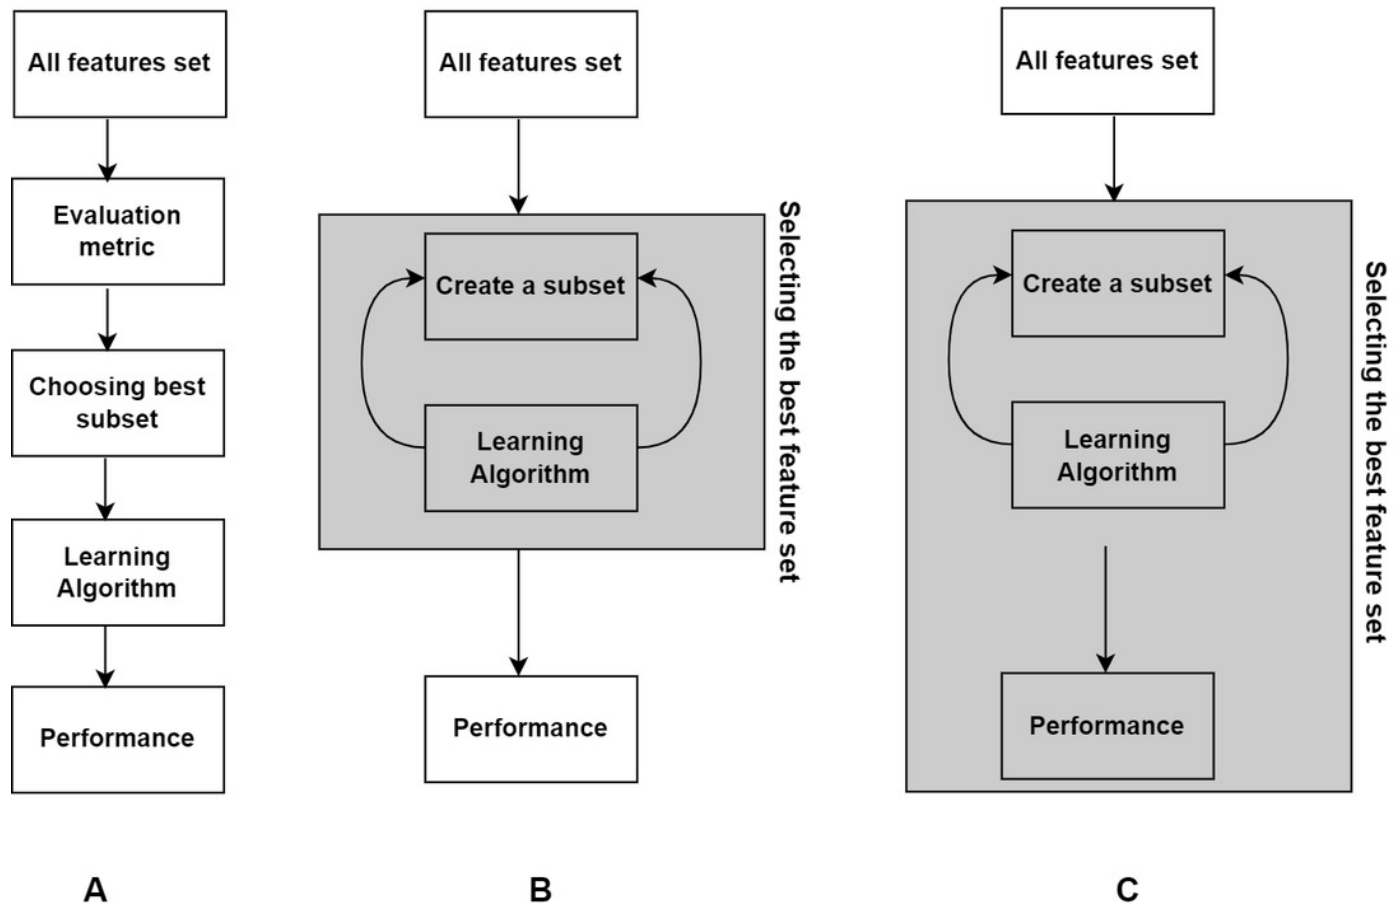 All features set
Evaluation
metric
Choosing best
subset
Learning
Algorithm
Performance
A
All features set
Create a subset
Learning
Algorithm
Selecting the best feature set
Performance
B
All features set
Create a subset
Learning
Algorithm
Performance
Selecting the best feature set
C